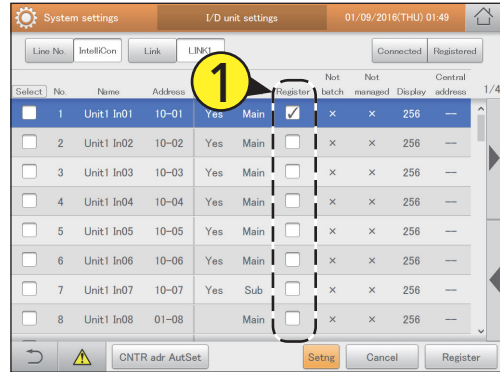 System settings I/D unit settings 01/09/2016(THU) 01:49
Line No. IntelliCon Link LINK1 Connected Registered
1
Select No. Name Address Register Not batch Not managed Display Central address 1/4
1 Unit1 In01 10-01 Yes Main ✓ × × 256 --
2 Unit1 In02 10-02 Yes Main × × 256 --
3 Unit1 In03 10-03 Yes Main × × 256 --
4 Unit1 In04 10-04 Yes Main × × 256 --
5 Unit1 In05 10-05 Yes Main × × 256 --
6 Unit1 In06 10-06 Yes Main × × 256 --
7 Unit1 In07 10-07 Yes Sub × × 256 --
8 Unit1 In08 01-08 Main × × 256 --
CNTR adr AutSet Setng Cancel Register